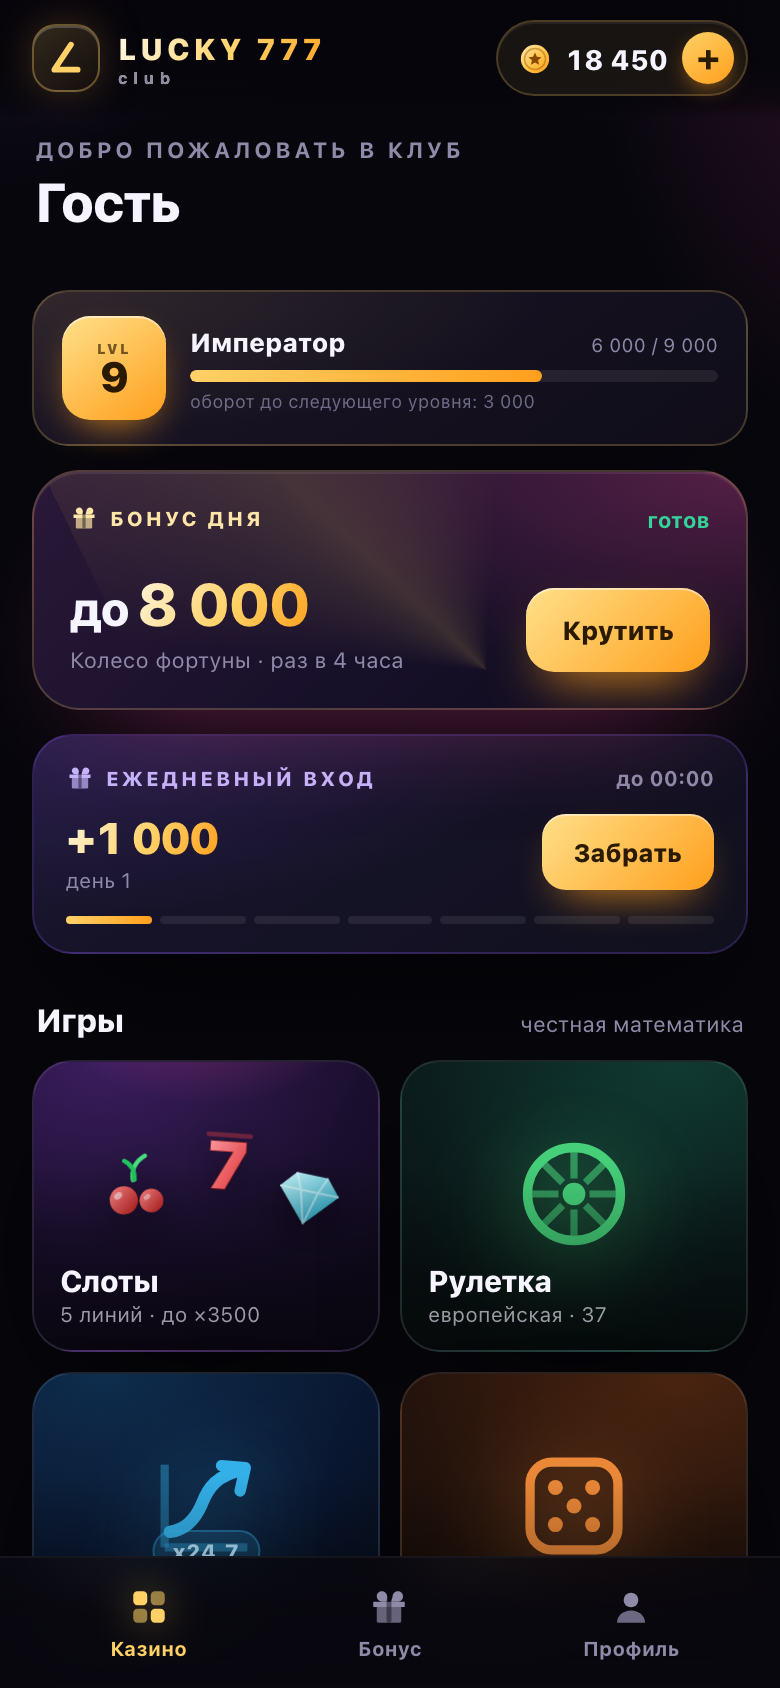 LUCKY 777
club
18 450
ДОБРО ПОЖАЛОВАТЬ В КЛУБ
Гость
LVL
9
Император
6 000 / 9 000
оборот до следующего уровня: 3 000
БОНУС ДНЯ
готов
до 8 000
Колесо фортуны · раз в 4 часа
Крутить
ЕЖЕДНЕВНЫЙ ВХОД
до 00:00
+1 000
день 1
Забрать
Игры
честная математика
7
Слоты
5 линий · до ×3500
Рулетка
европейская · 37
x24.7
Казино
Бонус
Профиль